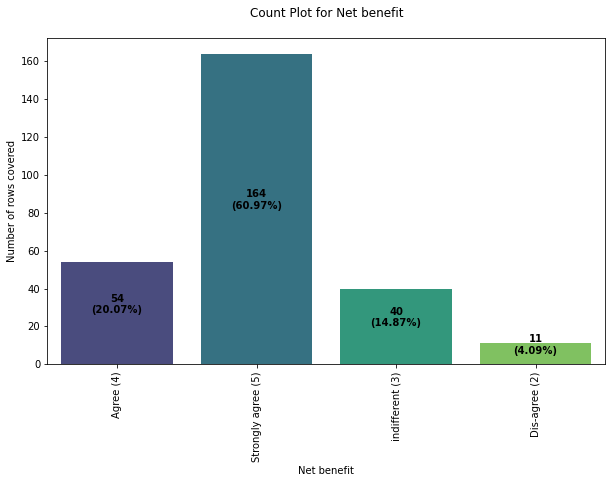 Count Plot for Net benefit
Number of rows covered
160
140
120
100
80
60
40
20
0
54
(20.07%)
164
(60.97%)
40
(14.87%)
11
(4.09%)
Agree (4)
Strongly agree (5)
indifferent (3)
Dis-agree (2)
Net benefit